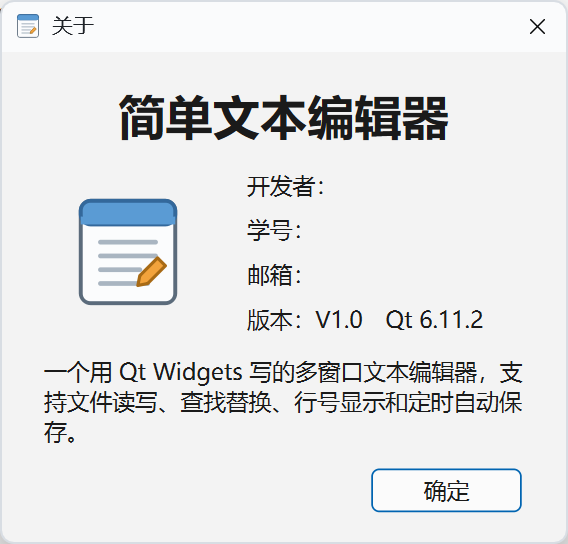 关于
简单文本编辑器
开发者：
学号：
邮箱：
版本：V1.0 Qt 6.11.2
一个用 Qt Widgets 写的多窗口文本编辑器，支
持文件读写、查找替换、行号显示和定时自动保
存。
确定